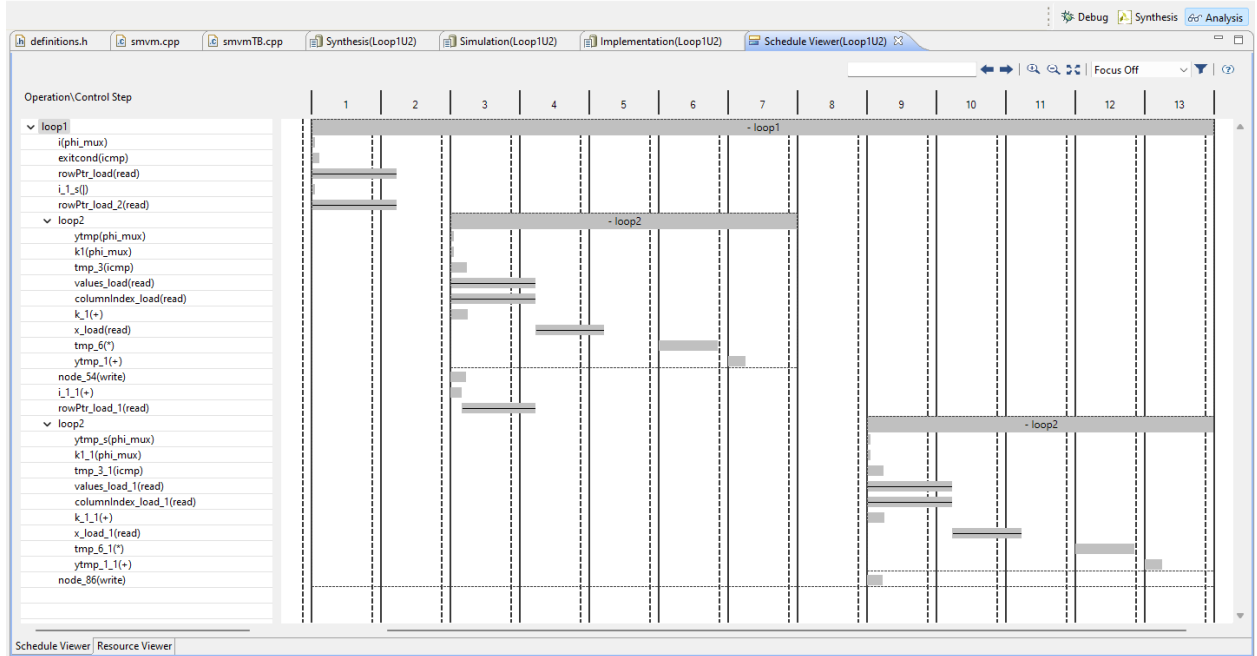 Debug Synthesis Analysis
definitions.h smvm.cpp smvmTB.cpp Synthesis(Loop1U2) Simulation(Loop1U2) Implementation(Loop1U2) Schedule Viewer(Loop1U2)
Focus Off
Operation\Control Step 1 2 3 4 5 6 7 8 9 10 11 12 13
loop1 - loop1
i(phi_mux)
exitcond(icmp)
rowPtr_load(read)
i_1_s(|)
rowPtr_load_2(read)
loop2 - loop2
ytmp(phi_mux)
k1(phi_mux)
tmp_3(icmp)
values_load(read)
columnIndex_load(read)
k_1(+)
x_load(read)
tmp_6(*)
ytmp_1(+)
node_54(write)
i_1_1(+)
rowPtr_load_1(read)
loop2 - loop2
ytmp_s(phi_mux)
k1_1(phi_mux)
tmp_3_1(icmp)
values_load_1(read)
columnIndex_load_1(read)
k_1_1(+)
x_load_1(read)
tmp_6_1(*)
ytmp_1_1(+)
node_86(write)
Schedule Viewer Resource Viewer